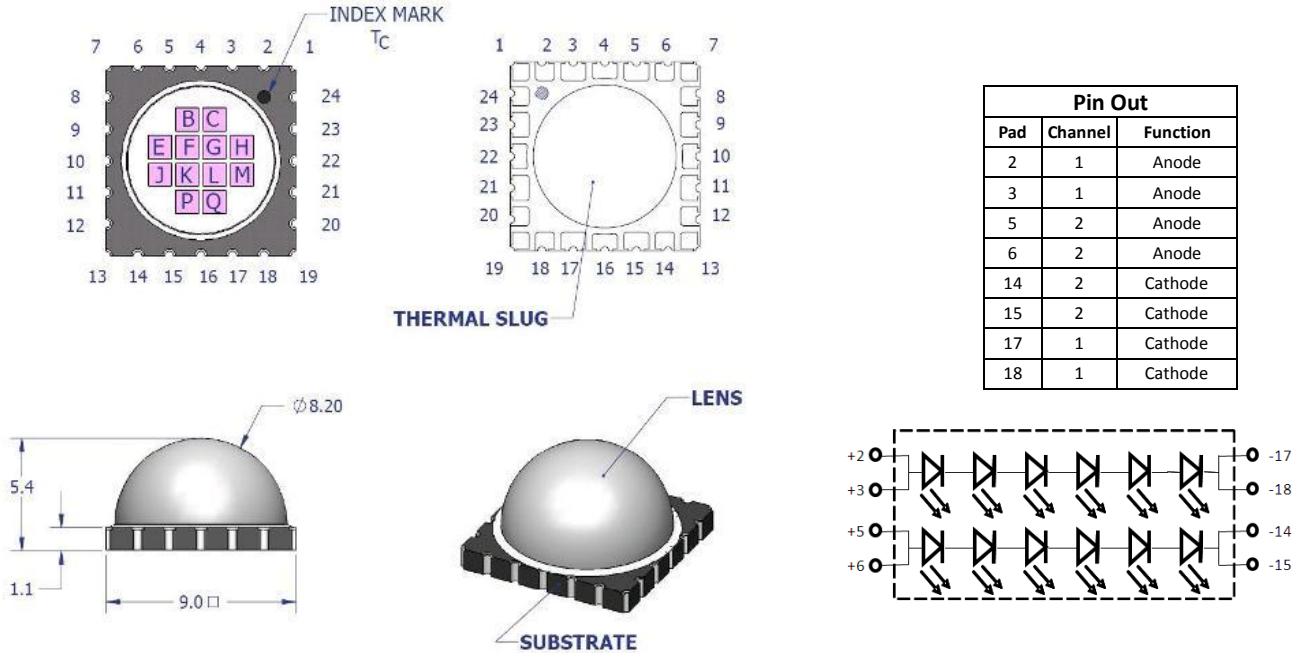 INDEX MARK
TC
7 6 5 4 3 2 1
8 24
9 23
10 22
11 21
12 20
13 14 15 16 17 18 19
B C
E F G H
J K L M
P Q
1 2 3 4 5 6 7
24 8
23 9
22 10
21 11
20 12
19 18 17 16 15 14 13
THERMAL SLUG
Pin Out
Pad Channel Function
2 1 Anode
3 1 Anode
5 2 Anode
6 2 Anode
14 2 Cathode
15 2 Cathode
17 1 Cathode
18 1 Cathode
∅8.20
5.4
1.1
9.0 □
LENS
SUBSTRATE
+2 -17
+3 -18
+5 -14
+6 -15